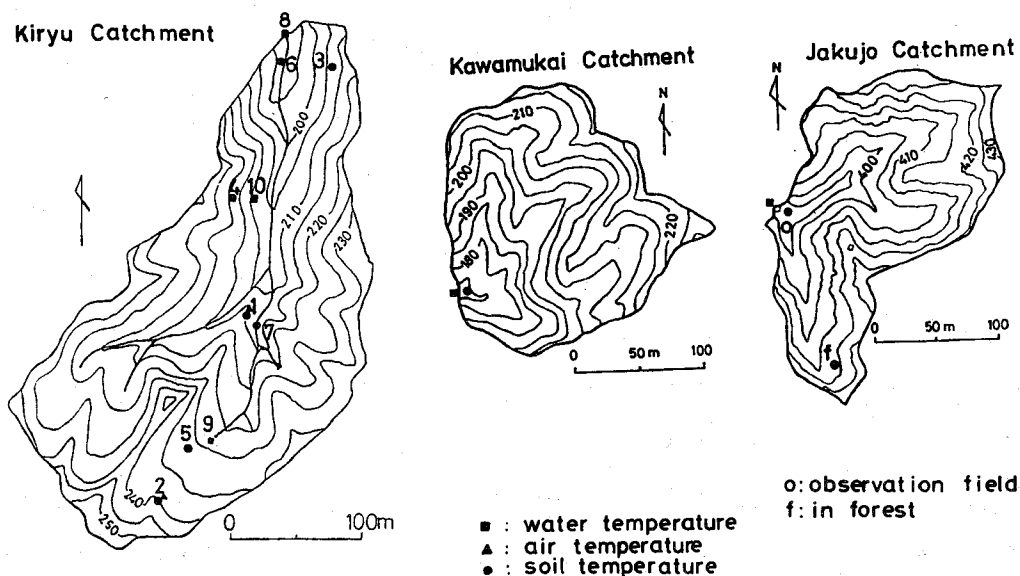 Kiryu Catchment
8
6
3
200
4
10
210
220
230
1
7
9
5
2
240
250
0 100m
Kawamukai Catchment
N
210
200
190
180
220
0 50 m 100
Jakujo Catchment
N
400
410
420
430
o
f
0 50 m 100
■ : water temperature
▲ : air temperature
● : soil temperature
o: observation field
f: in forest